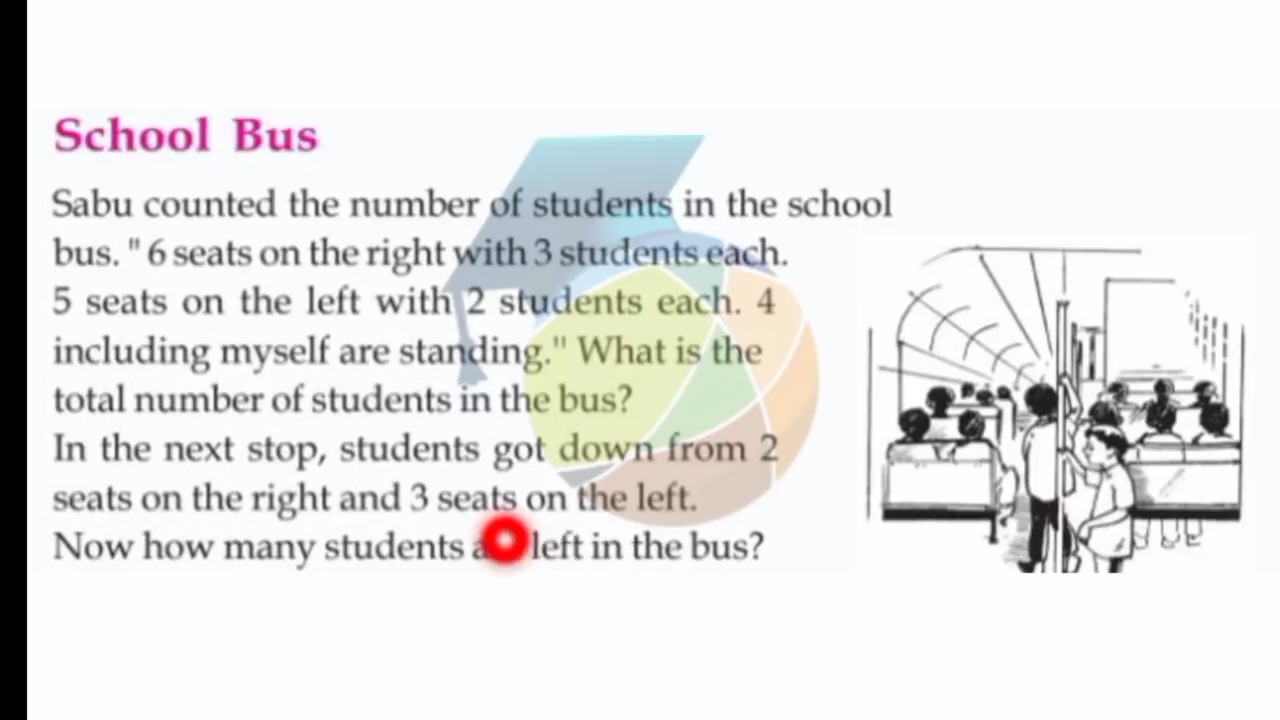 School Bus
Sabu counted the number of students in the school
bus. " 6 seats on the right with 3 students each.
5 seats on the left with 2 students each. 4
including myself are standing." What is the
total number of students in the bus?
In the next stop, students got down from 2
seats on the right and 3 seats on the left.
Now how many students left in the bus?